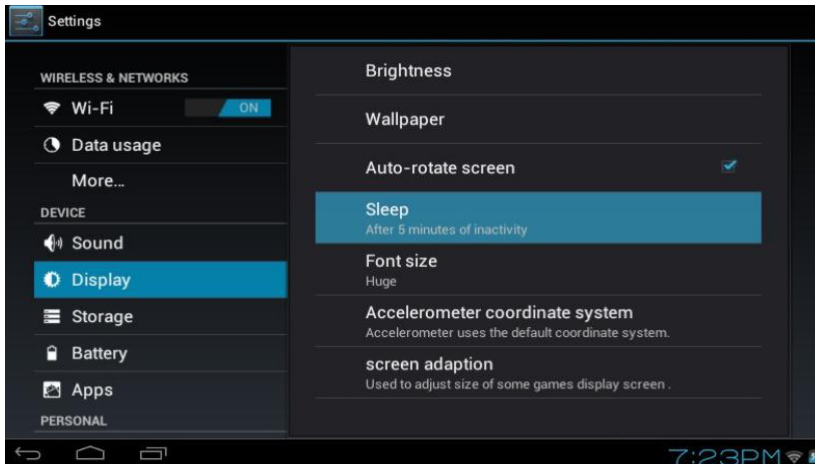 Settings
WIRELESS & NETWORKS
Wi-Fi
ON
Data usage
More...
DEVICE
Sound
Display
Storage
Battery
Apps
PERSONAL
Brightness
Wallpaper
Auto-rotate screen
Sleep
After 5 minutes of inactivity
Font size
Huge
Accelerometer coordinate system
Accelerometer uses the default coordinate system.
screen adaption
Used to adjust size of some games display screen .
7:23PM